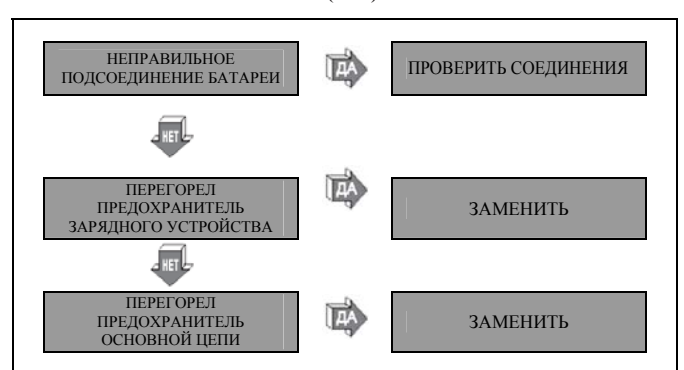 НЕПРАВИЛЬНОЕ
ПОДСОЕДИНЕНИЕ БАТАРЕИ
ДА
ПРОВЕРИТЬ СОЕДИНЕНИЯ
НЕТ
ПЕРЕГОРЕЛ
ПРЕДОХРАНИТЕЛЬ
ЗАРЯДНОГО УСТРОЙСТВА
ДА
ЗАМЕНИТЬ
НЕТ
ПЕРЕГОРЕЛ
ПРЕДОХРАНИТЕЛЬ
ОСНОВНОЙ ЦЕПИ
ДА
ЗАМЕНИТЬ